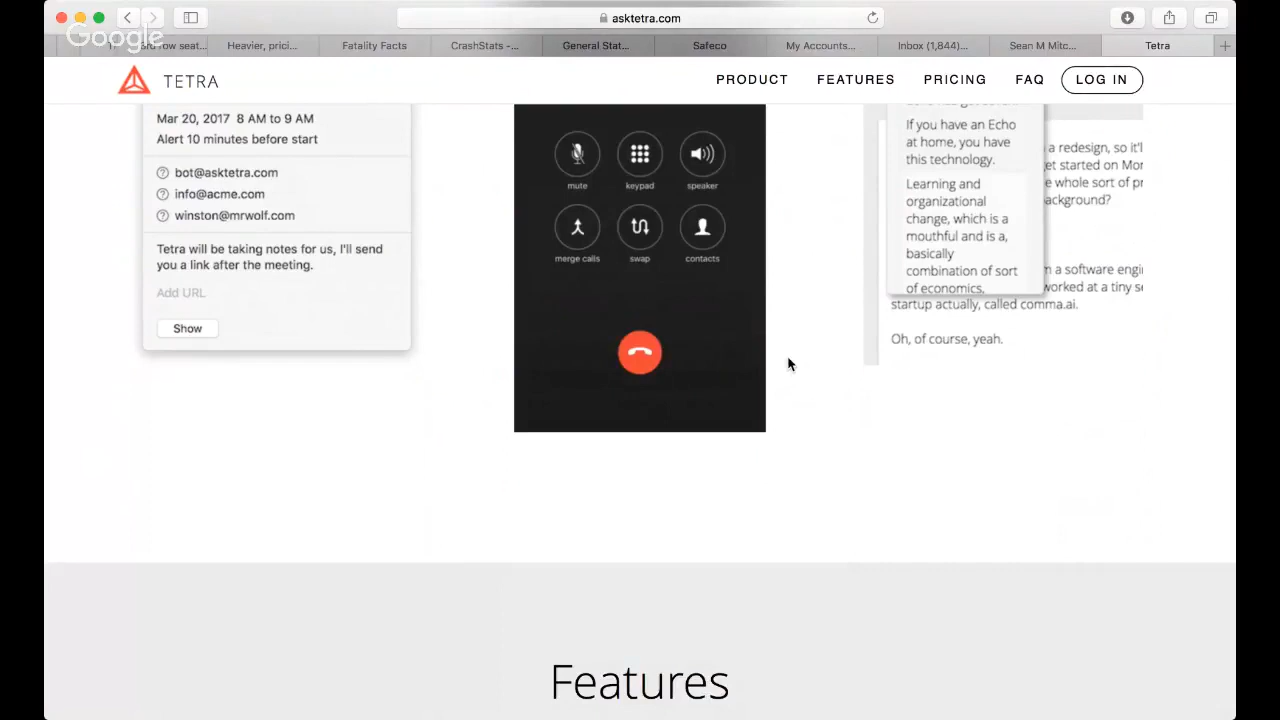 asktetra.com
Google
row seat...
Heavier, prici...
Fatality Facts
CrashStats -...
General Stat...
Safeco
My Accounts...
Inbox (1,844)...
Sean M Mitc...
Tetra
TETRA
PRODUCT
FEATURES
PRICING
FAQ
LOG IN
Mar 20, 2017 8 AM to 9 AM
Alert 10 minutes before start
bot@asktetra.com
info@acme.com
winston@mrwolf.com
Tetra will be taking notes for us, I'll send
you a link after the meeting.
Add URL
Show
mute
keypad
speaker
merge calls
swap
contacts
If you have an Echo
at home, you have
this technology.
Learning and
organizational
change, which is a
mouthful and is a,
basically
combination of sort
of economics.
a redesign, so it'l
get started on Mor
e whole sort of pr
ackground?
m a software engi
worked at a tiny se
startup actually, called comma.ai.
Oh, of course, yeah.
Features